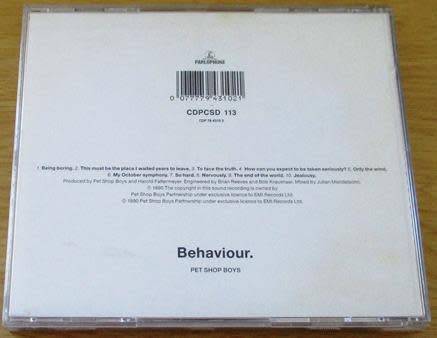 PARLOPHONE
0 077779 431021
CDPCSD 113
CDP 79 4310 2
1. Being boring. 2. This must be the place I waited years to leave. 3. To face the truth. 4. How can you expect to be taken seriously? 5. Only the wind.
6. My October symphony. 7. So hard. 8. Nervously. 9. The end of the world. 10. Jealousy.
Produced by Pet Shop Boys and Harold Faltermeyer. Engineered by Brian Reeves and Bob Kraushaar. Mixed by Julian Mendelsohn.
℗ 1990 The copyright in this sound recording is owned by
Pet Shop Boys Partnership under exclusive licence to EMI Records Ltd.
© 1990 Pet Shop Boys Partnership under exclusive licence to EMI Records Ltd.
Behaviour.
PET SHOP BOYS